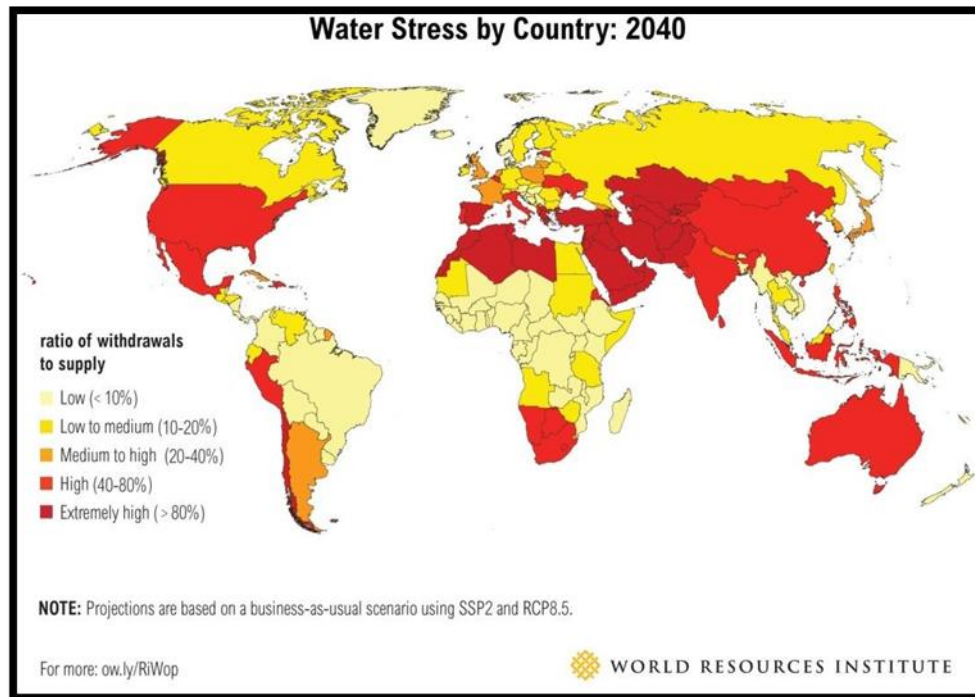 Water Stress by Country: 2040
ratio of withdrawals
to supply
Low (< 10%)
Low to medium (10-20%)
Medium to high (20-40%)
High (40-80%)
Extremely high (> 80%)
NOTE: Projections are based on a business-as-usual scenario using SSP2 and RCP8.5.
For more: ow.ly/RiWop
WORLD RESOURCES INSTITUTE